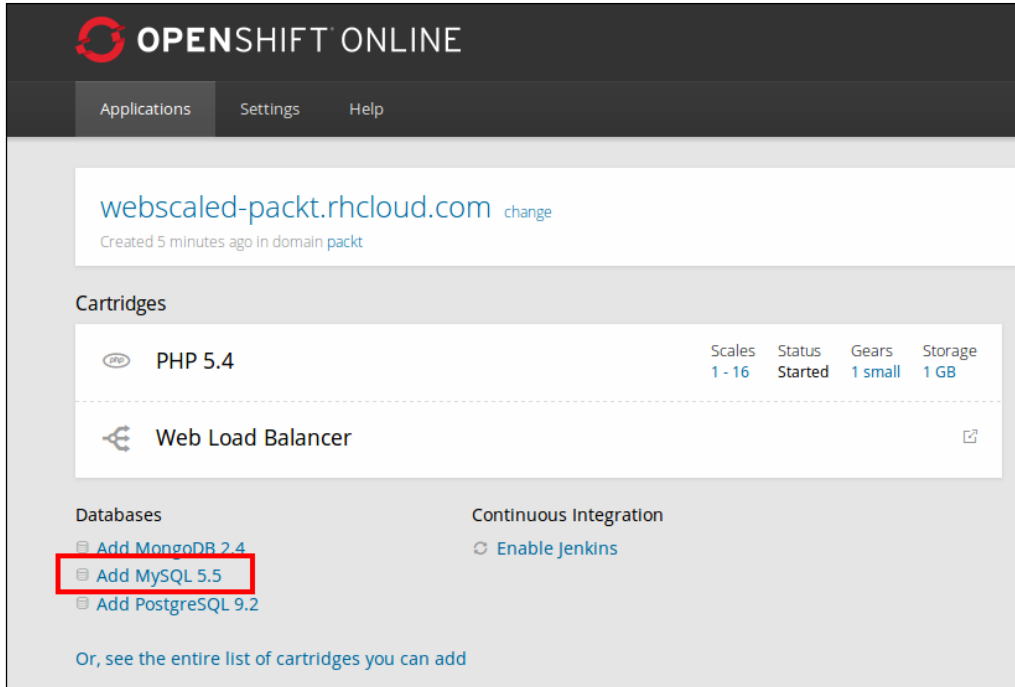 OPENSHIFT ONLINE
Applications Settings Help
webscaled-packt.rhcloud.com change
Created 5 minutes ago in domain packt
Cartridges
php PHP 5.4
Scales Status Gears Storage
1 - 16 Started 1 small 1 GB
Web Load Balancer
Databases Continuous Integration
Add MongoDB 2.4 Enable Jenkins
Add MySQL 5.5
Add PostgreSQL 9.2
Or, see the entire list of cartridges you can add